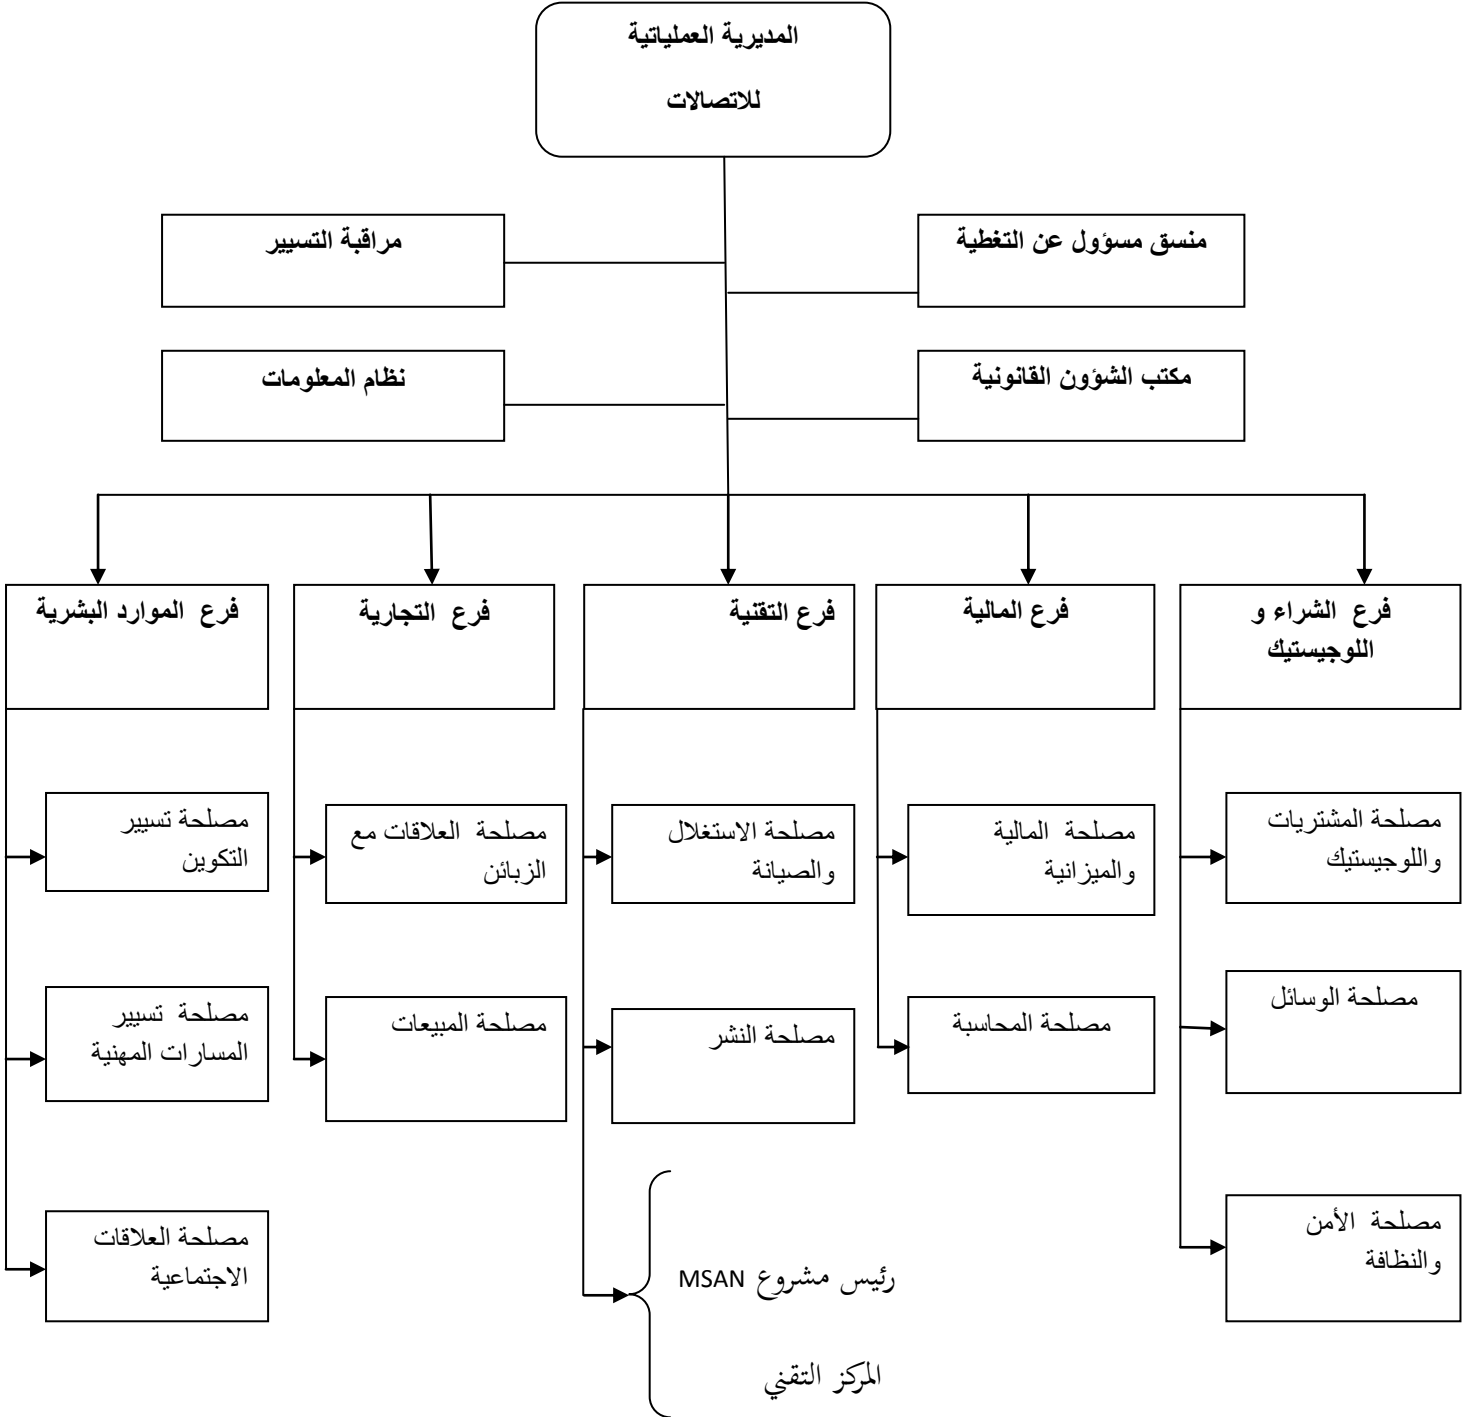 المديرية العملياتية
للاتصالات
منسق مسؤول عن التغطية
مراقبة التسيير
مكتب الشؤون القانونية
نظام المعلومات
فرع الشراء و
اللوجيستيك
فرع المالية
فرع التقنية
فرع التجارية
فرع الموارد البشرية
مصلحة المشتريات
واللوجيستيك
مصلحة المالية
والميزانية
مصلحة الاستغلال
والصيانة
مصلحة العلاقات مع
الزبائن
مصلحة تسيير
التكوين
مصلحة الوسائل
مصلحة المحاسبة
مصلحة النشر
مصلحة المبيعات
مصلحة تسيير
المسارات المهنية
مصلحة الأمن
والنظافة
رئيس مشروع MSAN
المركز التقني
مصلحة العلاقات
الاجتماعية